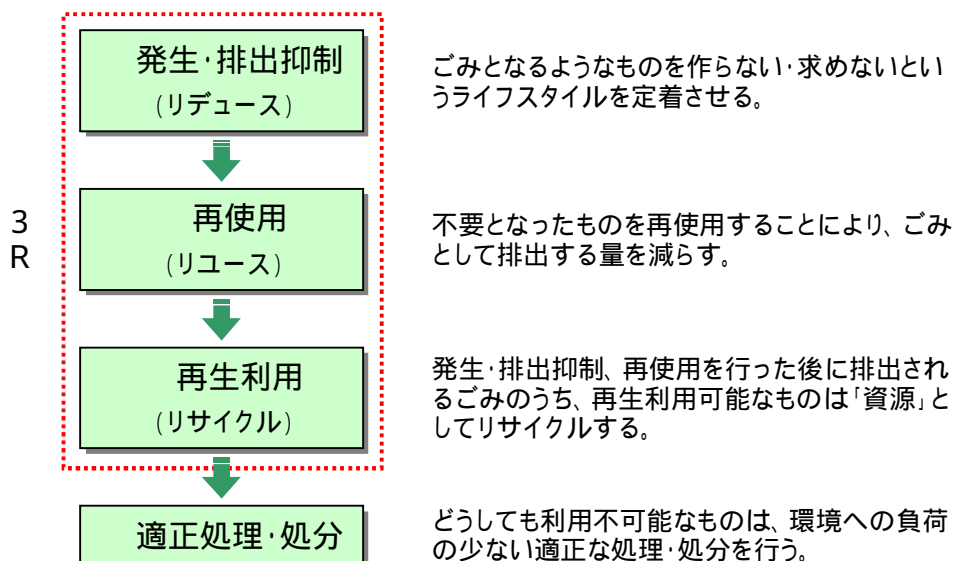 発生・排出抑制
(リデュース)
ごみとなるようなものを作らない・求めないとい
うライフスタイルを定着させる。
3
R
再使用
(リユース)
不要となったものを再使用することにより、ごみ
として排出する量を減らす。
再生利用
(リサイクル)
発生・排出抑制、再使用を行った後に排出され
るごみのうち、再生利用可能なものは「資源」と
してリサイクルする。
適正処理・処分
どうしても利用不可能なものは、環境への負荷
の少ない適正な処理・処分を行う。